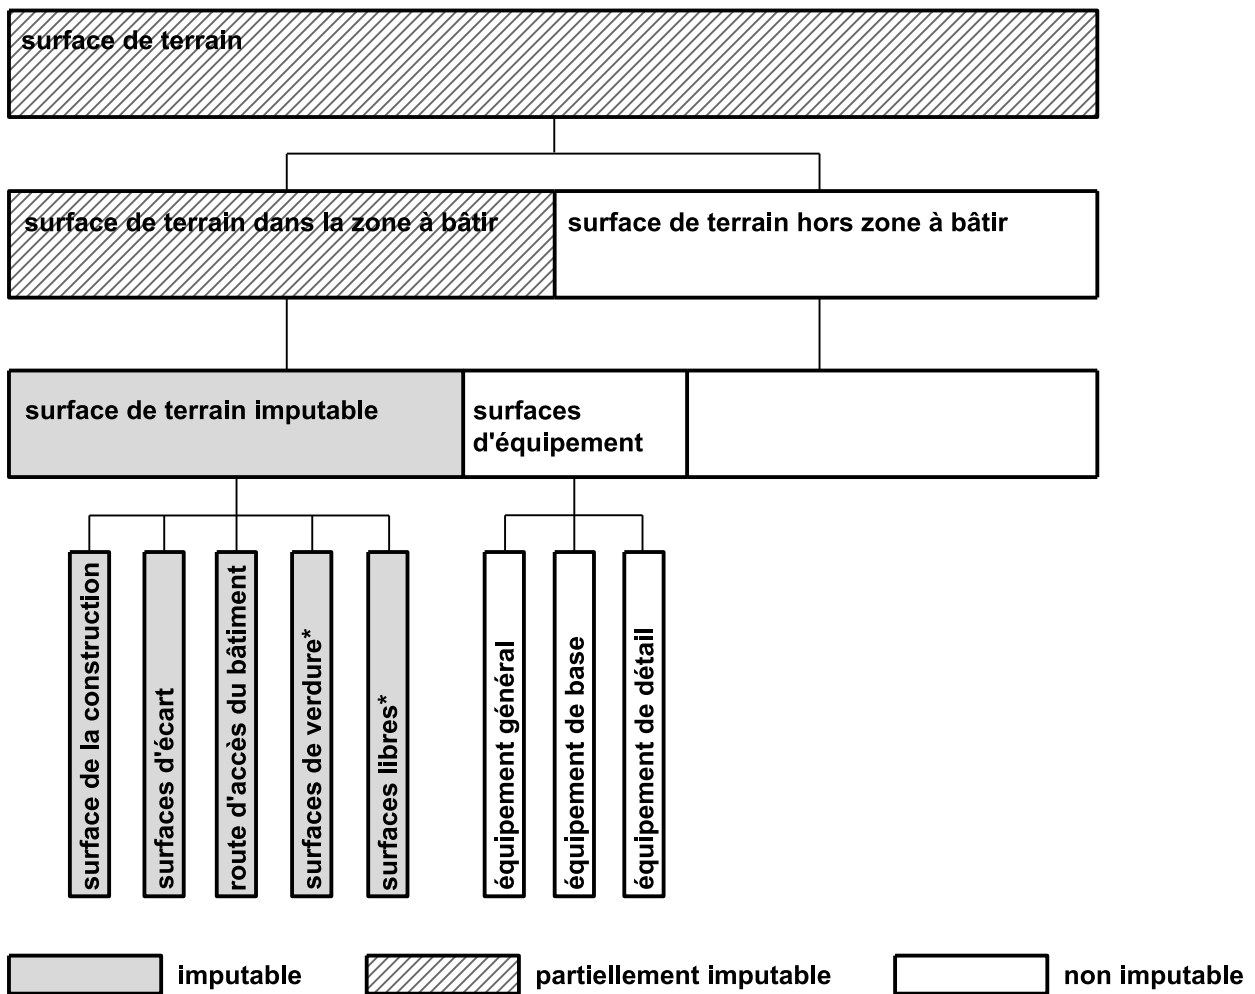 surface de terrain
surface de terrain dans la zone à bâtir
surface de terrain hors zone à bâtir
surface de terrain imputable
surfaces
d'équipement
surface de la construction
surfaces d'écart
route d'accès du bâtiment
surfaces de verdure*
surfaces libres*
équipement général
équipement de base
équipement de détail
imputable
partiellement imputable
non imputable